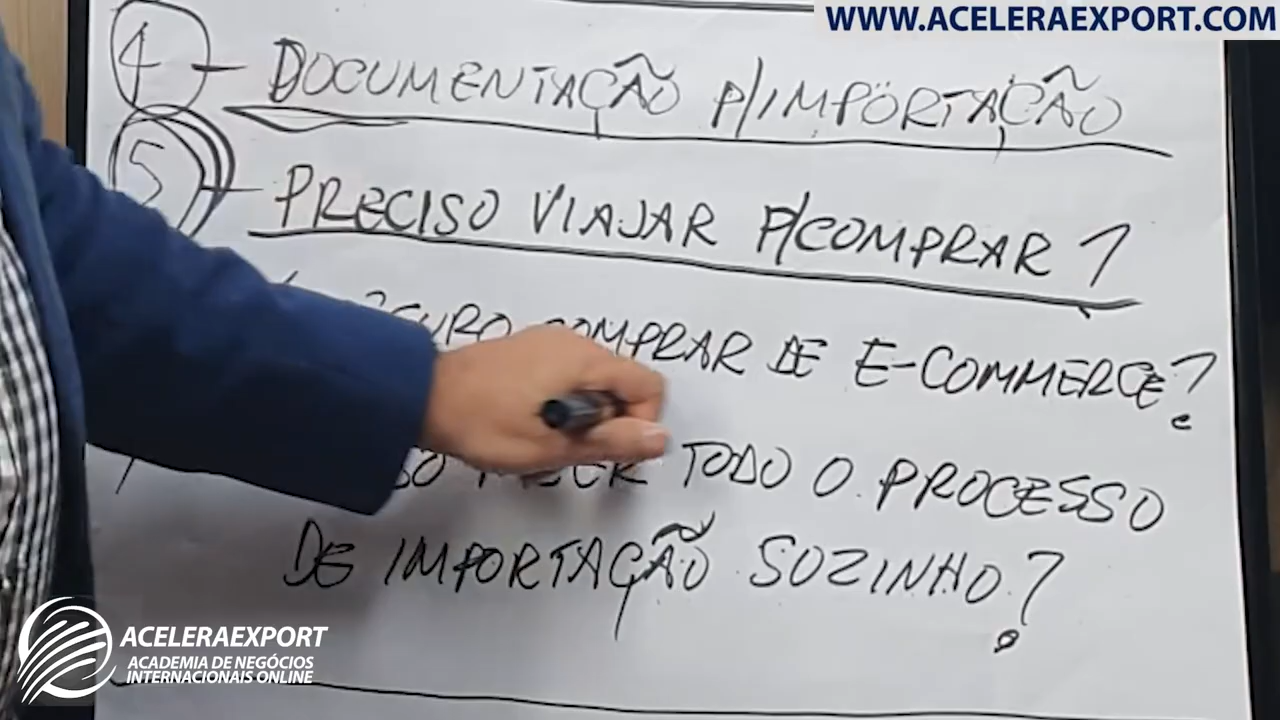 WWW.ACELERAEXPORT.COM
4 - DOCUMENTAÇÃO P/IMPORTAÇÃO
5 - PRECISO VIAJAR P/COMPRAR ?
COMPRAR DE E-COMMERCE?
TODO O PROCESSO
DE IMPORTAÇÃO SOZINHO?
ACELERAEXPORT
ACADEMIA DE NEGÓCIOS
INTERNACIONAIS ONLINE